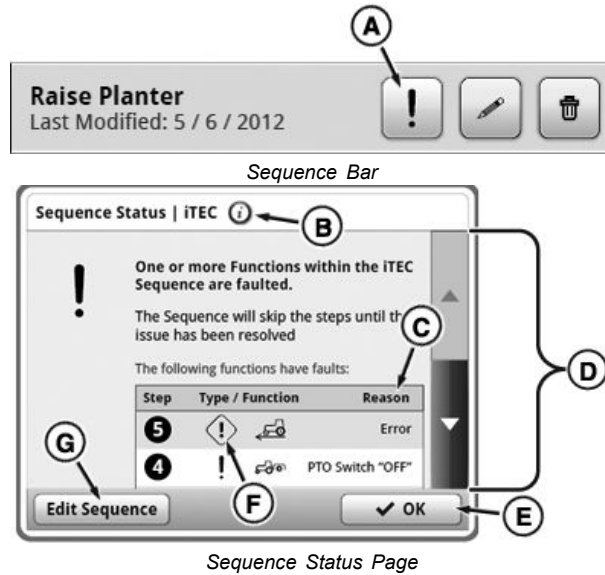 A
Raise Planter
Last Modified: 5 / 6 / 2012
!
Sequence Bar
Sequence Status | iTEC i
B
!
One or more Functions within the iTEC
Sequence are faulted.
The Sequence will skip the steps until
issue has been resolved
C
The following functions have faults:
D
Step Type / Function Reason
5 ! Error
4 ! PTO Switch "OFF"
G
F
Edit Sequence
✔ OK
E
Sequence Status Page